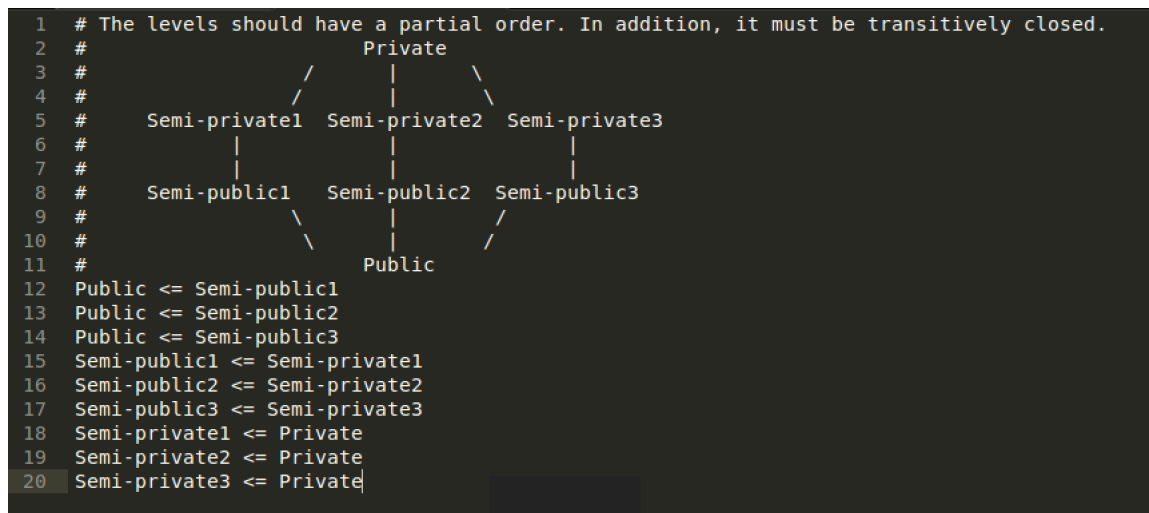 1 # The levels should have a partial order. In addition, it must be transitively closed.
2 #                       Private
3 #                  /      |      \
4 #                 /       |       \
5 #     Semi-private1  Semi-private2  Semi-private3
6 #            |            |              |
7 #            |            |              |
8 #     Semi-public1   Semi-public2  Semi-public3
9 #                 \       |        /
10 #                  \      |       /
11 #                       Public
12 Public <= Semi-public1
13 Public <= Semi-public2
14 Public <= Semi-public3
15 Semi-public1 <= Semi-private1
16 Semi-public2 <= Semi-private2
17 Semi-public3 <= Semi-private3
18 Semi-private1 <= Private
19 Semi-private2 <= Private
20 Semi-private3 <= Private